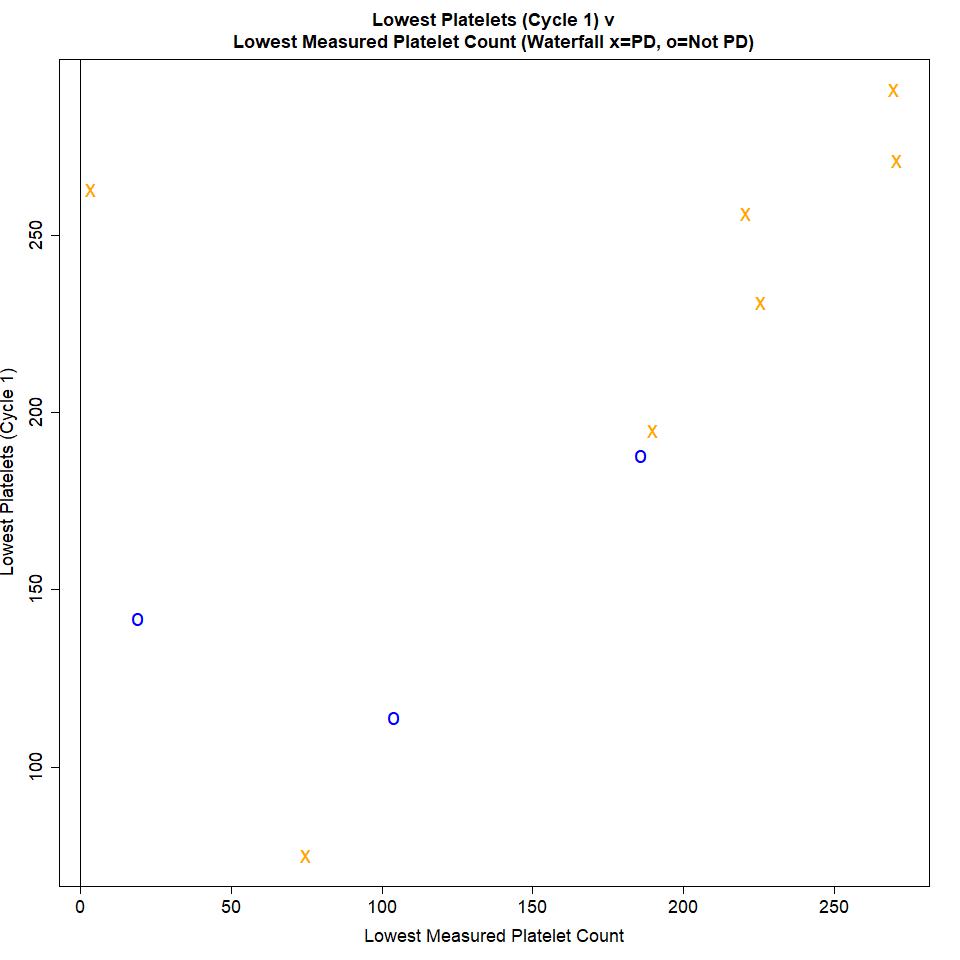 Lowest Platelets (Cycle 1) v
Lowest Measured Platelet Count (Waterfall x=PD, o=Not PD)
Lowest Platelets (Cycle 1)
250
200
150
100
X
X
X
X
X
X
O
O
O
X
0 50 100 150 200 250
Lowest Measured Platelet Count